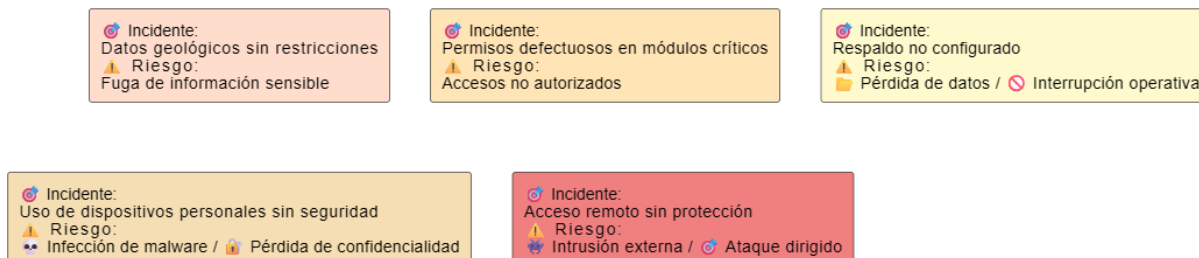 🎯 Incidente:
Datos geológicos sin restricciones
⚠️ Riesgo:
Fuga de información sensible
🎯 Incidente:
Permisos defectuosos en módulos críticos
⚠️ Riesgo:
Accesos no autorizados
🎯 Incidente:
Respaldo no configurado
⚠️ Riesgo:
📁 Pérdida de datos / 🚫 Interrupción operativa
🎯 Incidente:
Uso de dispositivos personales sin seguridad
⚠️ Riesgo:
💀 Infección de malware / 🔐 Pérdida de confidencialidad
🎯 Incidente:
Acceso remoto sin protección
⚠️ Riesgo:
👾 Intrusión externa / 🎯 Ataque dirigido